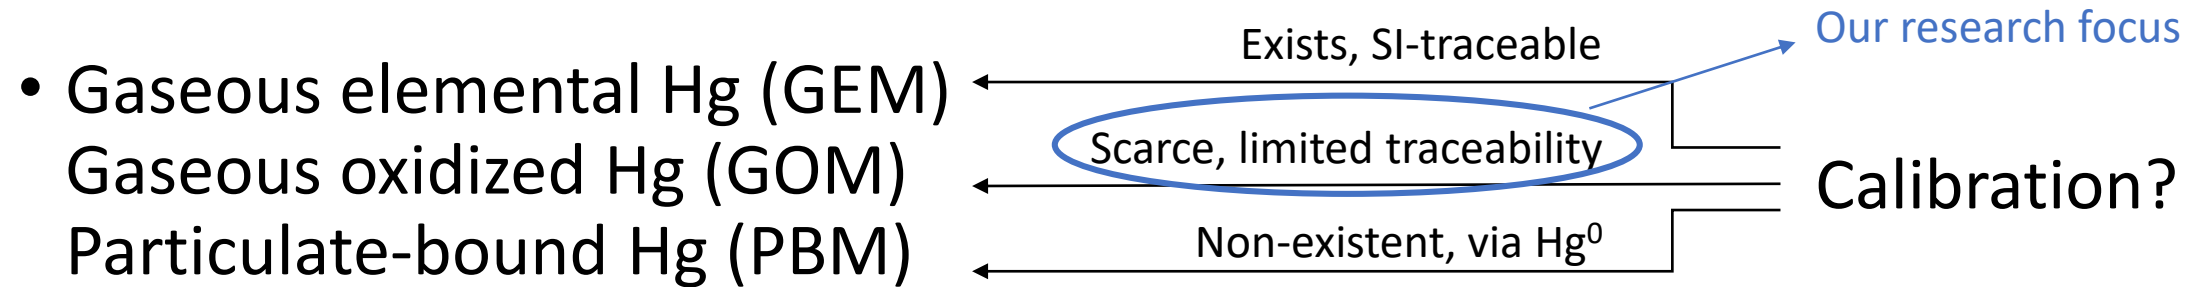 Our research focus
Exists, SI-traceable
• Gaseous elemental Hg (GEM)
Scarce, limited traceability
Gaseous oxidized Hg (GOM)
Calibration?
Non-existent, via Hg⁰
Particulate-bound Hg (PBM)